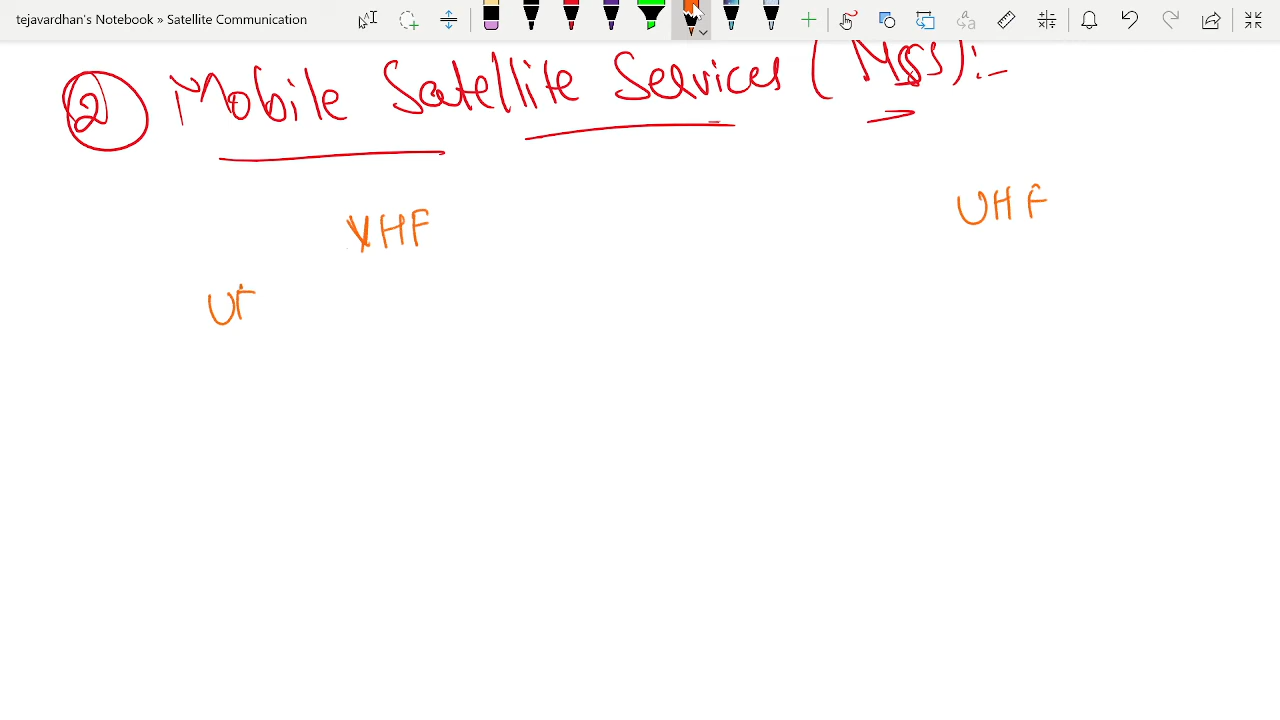 tejavardhan's Notebook » Satellite Communication
② Mobile Satellite Services (MSS):-
VHF UHF